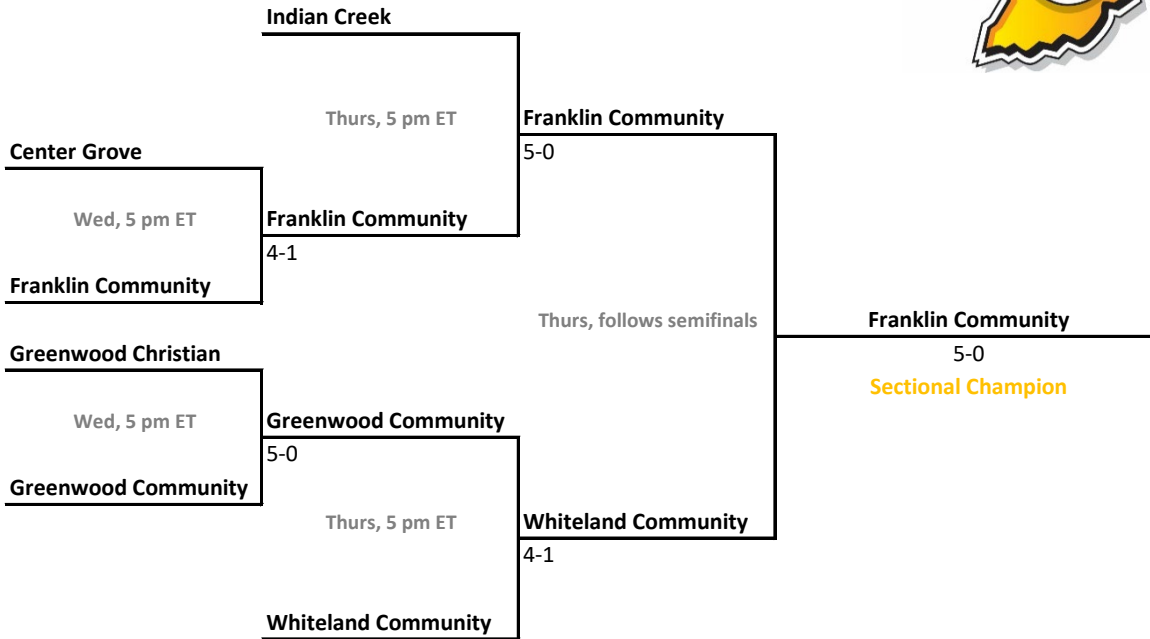 Indian Creek
Thurs, 5 pm ET
Franklin Community
5-0
Center Grove
Wed, 5 pm ET
Franklin Community
4-1
Franklin Community
Thurs, follows semifinals
Franklin Community
5-0
Sectional Champion
Greenwood Christian
Wed, 5 pm ET
Greenwood Community
5-0
Greenwood Community
Thurs, 5 pm ET
Whiteland Community
4-1
Whiteland Community